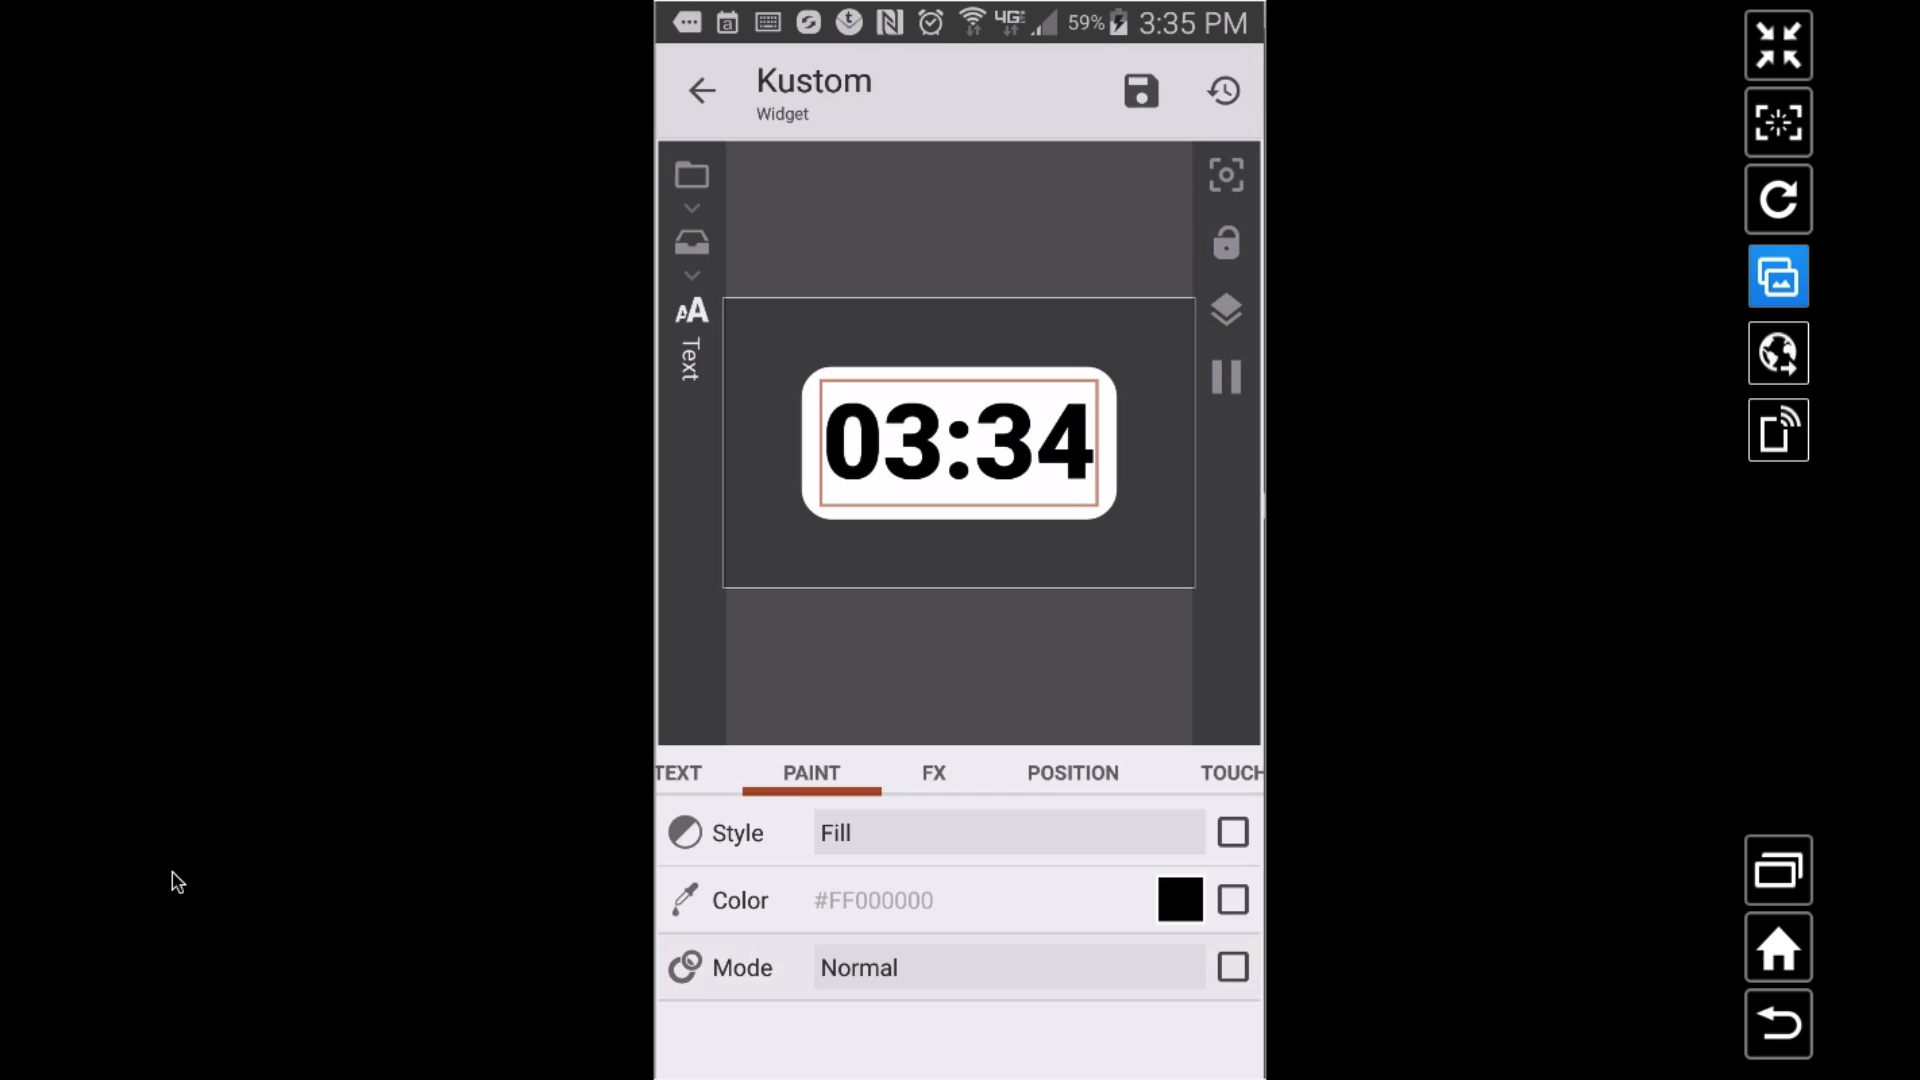 59% 3:35 PM
Kustom
Widget
AA
Text
03:34
TEXT PAINT FX POSITION TOUCH
Style Fill
Color #FF000000
Mode Normal